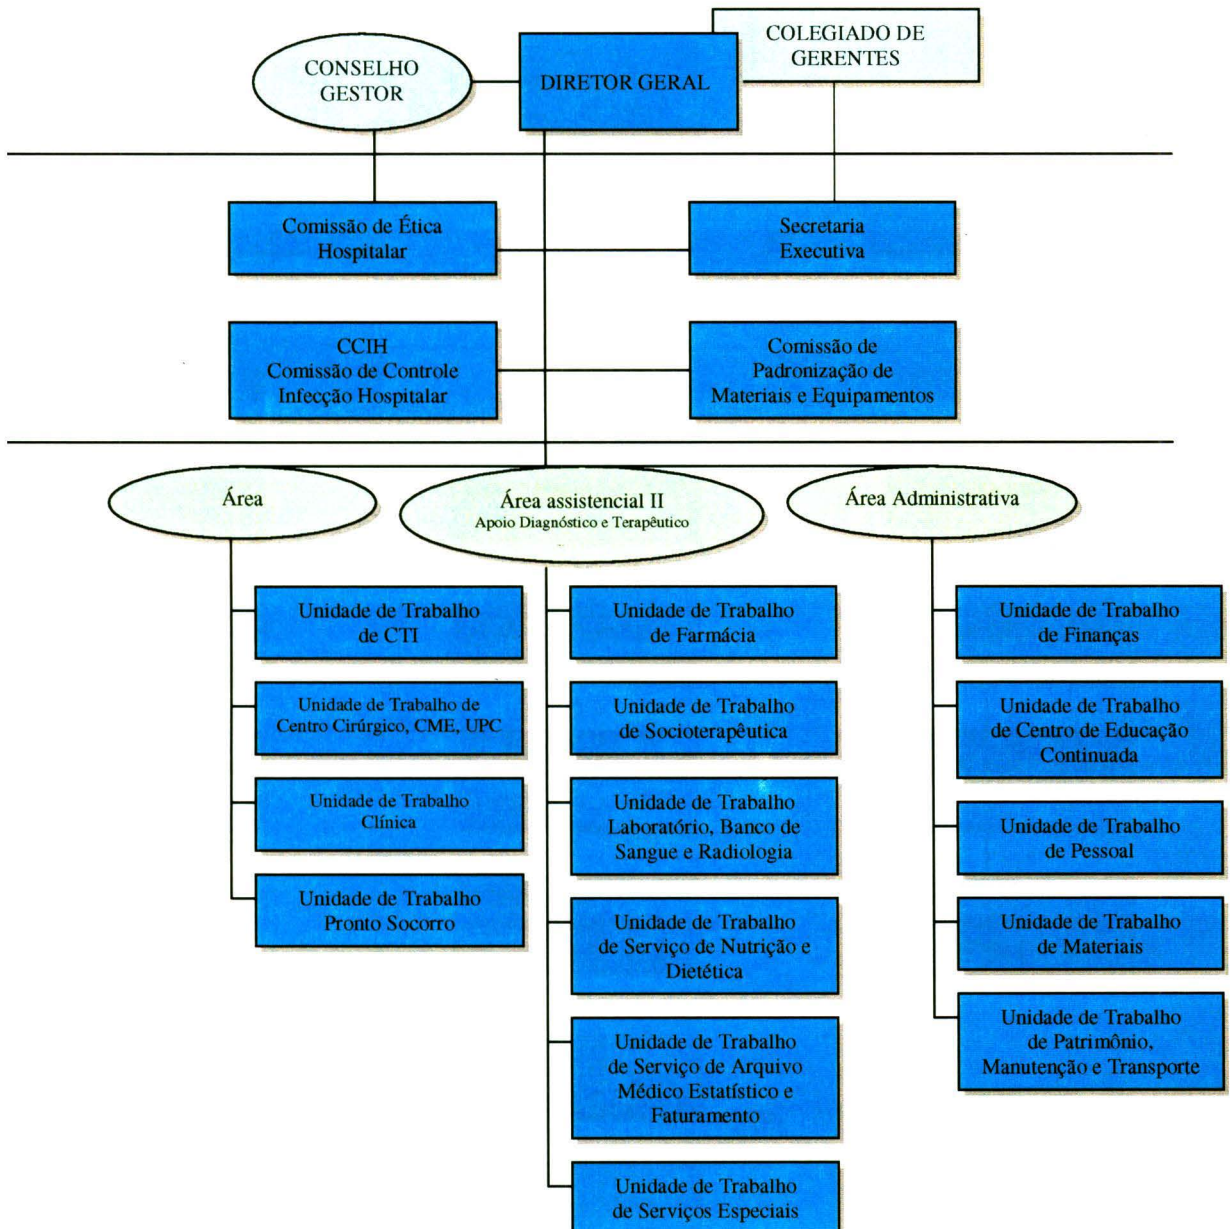 CONSELHO
GESTOR
DIRETOR GERAL
COLEGIADO DE
GERENTES
Comissão de Ética
Hospitalar
Secretaria
Executiva
CCIH
Comissão de Controle
Infecção Hospitalar
Comissão de
Padronização de
Materiais e Equipamentos
Área
Área assistencial II
Apoio Diagnóstico e Terapêutico
Área Administrativa
Unidade de Trabalho
de CTI
Unidade de Trabalho de
Centro Cirúrgico, CME, UPC
Unidade de Trabalho
Clínica
Unidade de Trabalho
Pronto Socorro
Unidade de Trabalho
de Farmácia
Unidade de Trabalho
de Socioterapêutica
Unidade de Trabalho
Laboratório, Banco de
Sangue e Radiologia
Unidade de Trabalho
de Serviço de Nutrição e
Dietética
Unidade de Trabalho
de Serviço de Arquivo
Médico Estatístico e
Faturamento
Unidade de Trabalho
de Serviços Especiais
Unidade de Trabalho
de Finanças
Unidade de Trabalho
de Centro de Educação
Continuada
Unidade de Trabalho
de Pessoal
Unidade de Trabalho
de Materiais
Unidade de Trabalho
de Patrimônio,
Manutenção e Transporte